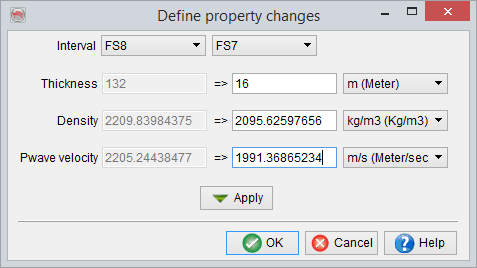 Define property changes
Interval FS8 FS7
Thickness 132 => 16 m (Meter)
Density 2209.83984375 => 2095.62597656 kg/m3 (Kg/m3)
Pwave velocity 2205.24438477 => 1991.36865234 m/s (Meter/sec
Apply
OK Cancel Help